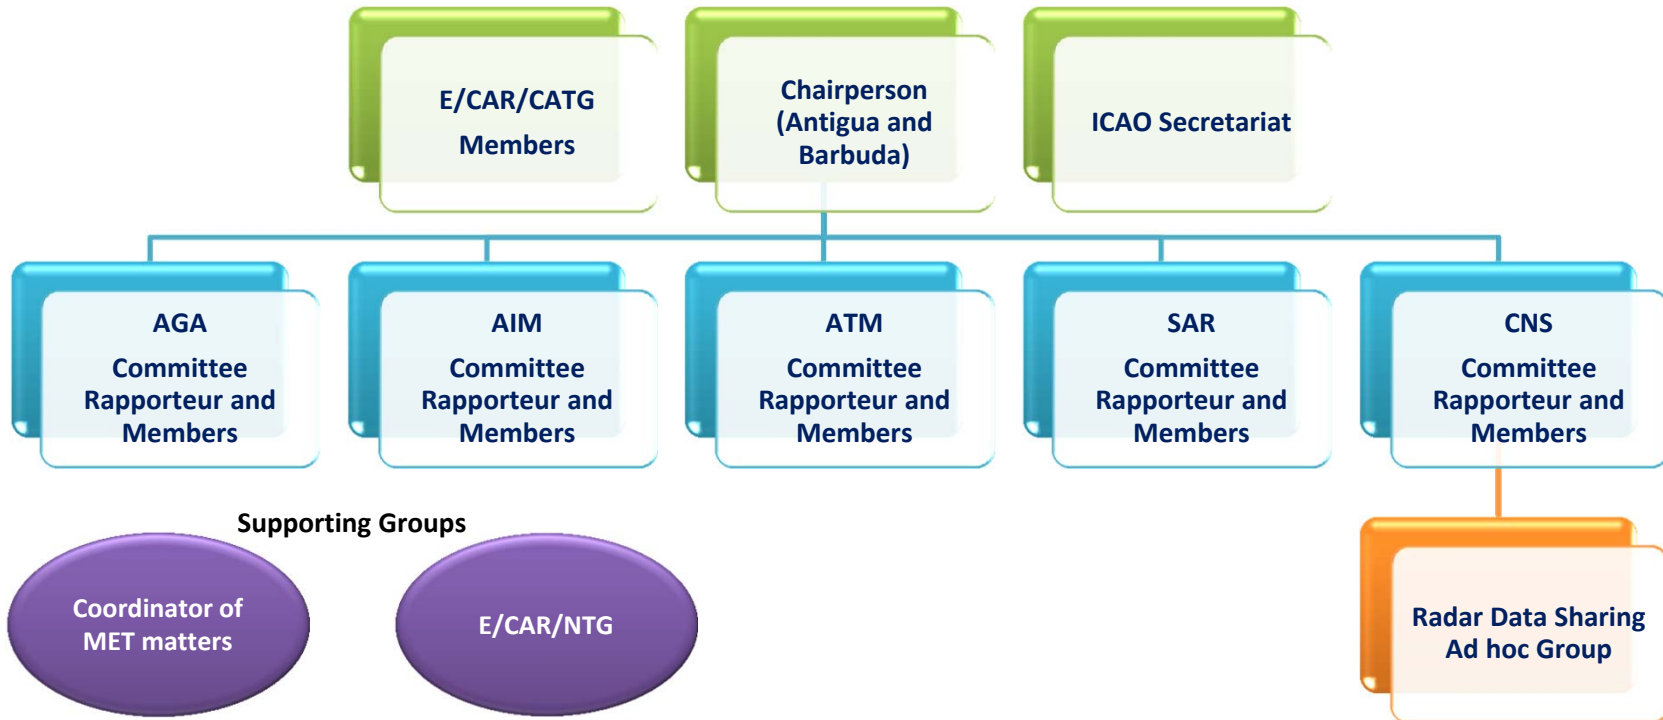 E/CAR/CATG
Members
Chairperson
(Antigua and
Barbuda)
ICAO Secretariat
AGA
Committee
Rapporteur and
Members
AIM
Committee
Rapporteur and
Members
ATM
Committee
Rapporteur and
Members
SAR
Committee
Rapporteur and
Members
CNS
Committee
Rapporteur and
Members
Supporting Groups
Coordinator of
MET matters
E/CAR/NTG
Radar Data Sharing
Ad hoc Group